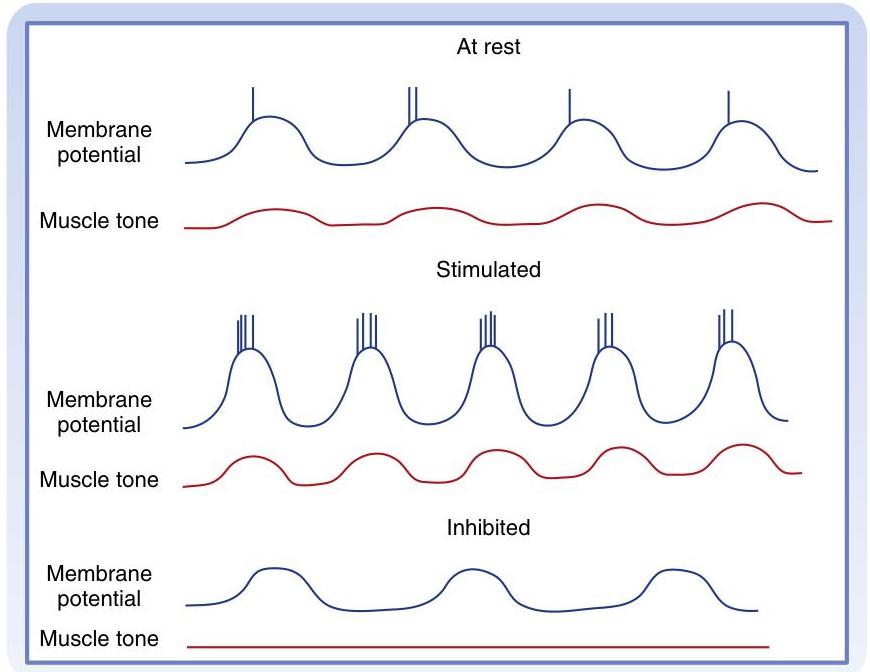 At rest
Membrane
potential
Muscle tone
Stimulated
Membrane
potential
Muscle tone
Inhibited
Membrane
potential
Muscle tone